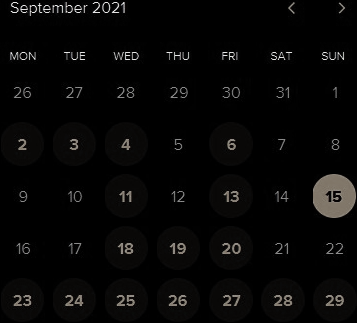 September 2021
MON TUE WED THU FRI SAT SUN
26 27 28 29 30 31 1
2 3 4 5 6 7 8
9 10 11 12 13 14 15
16 17 18 19 20 21 22
23 24 25 26 27 28 29